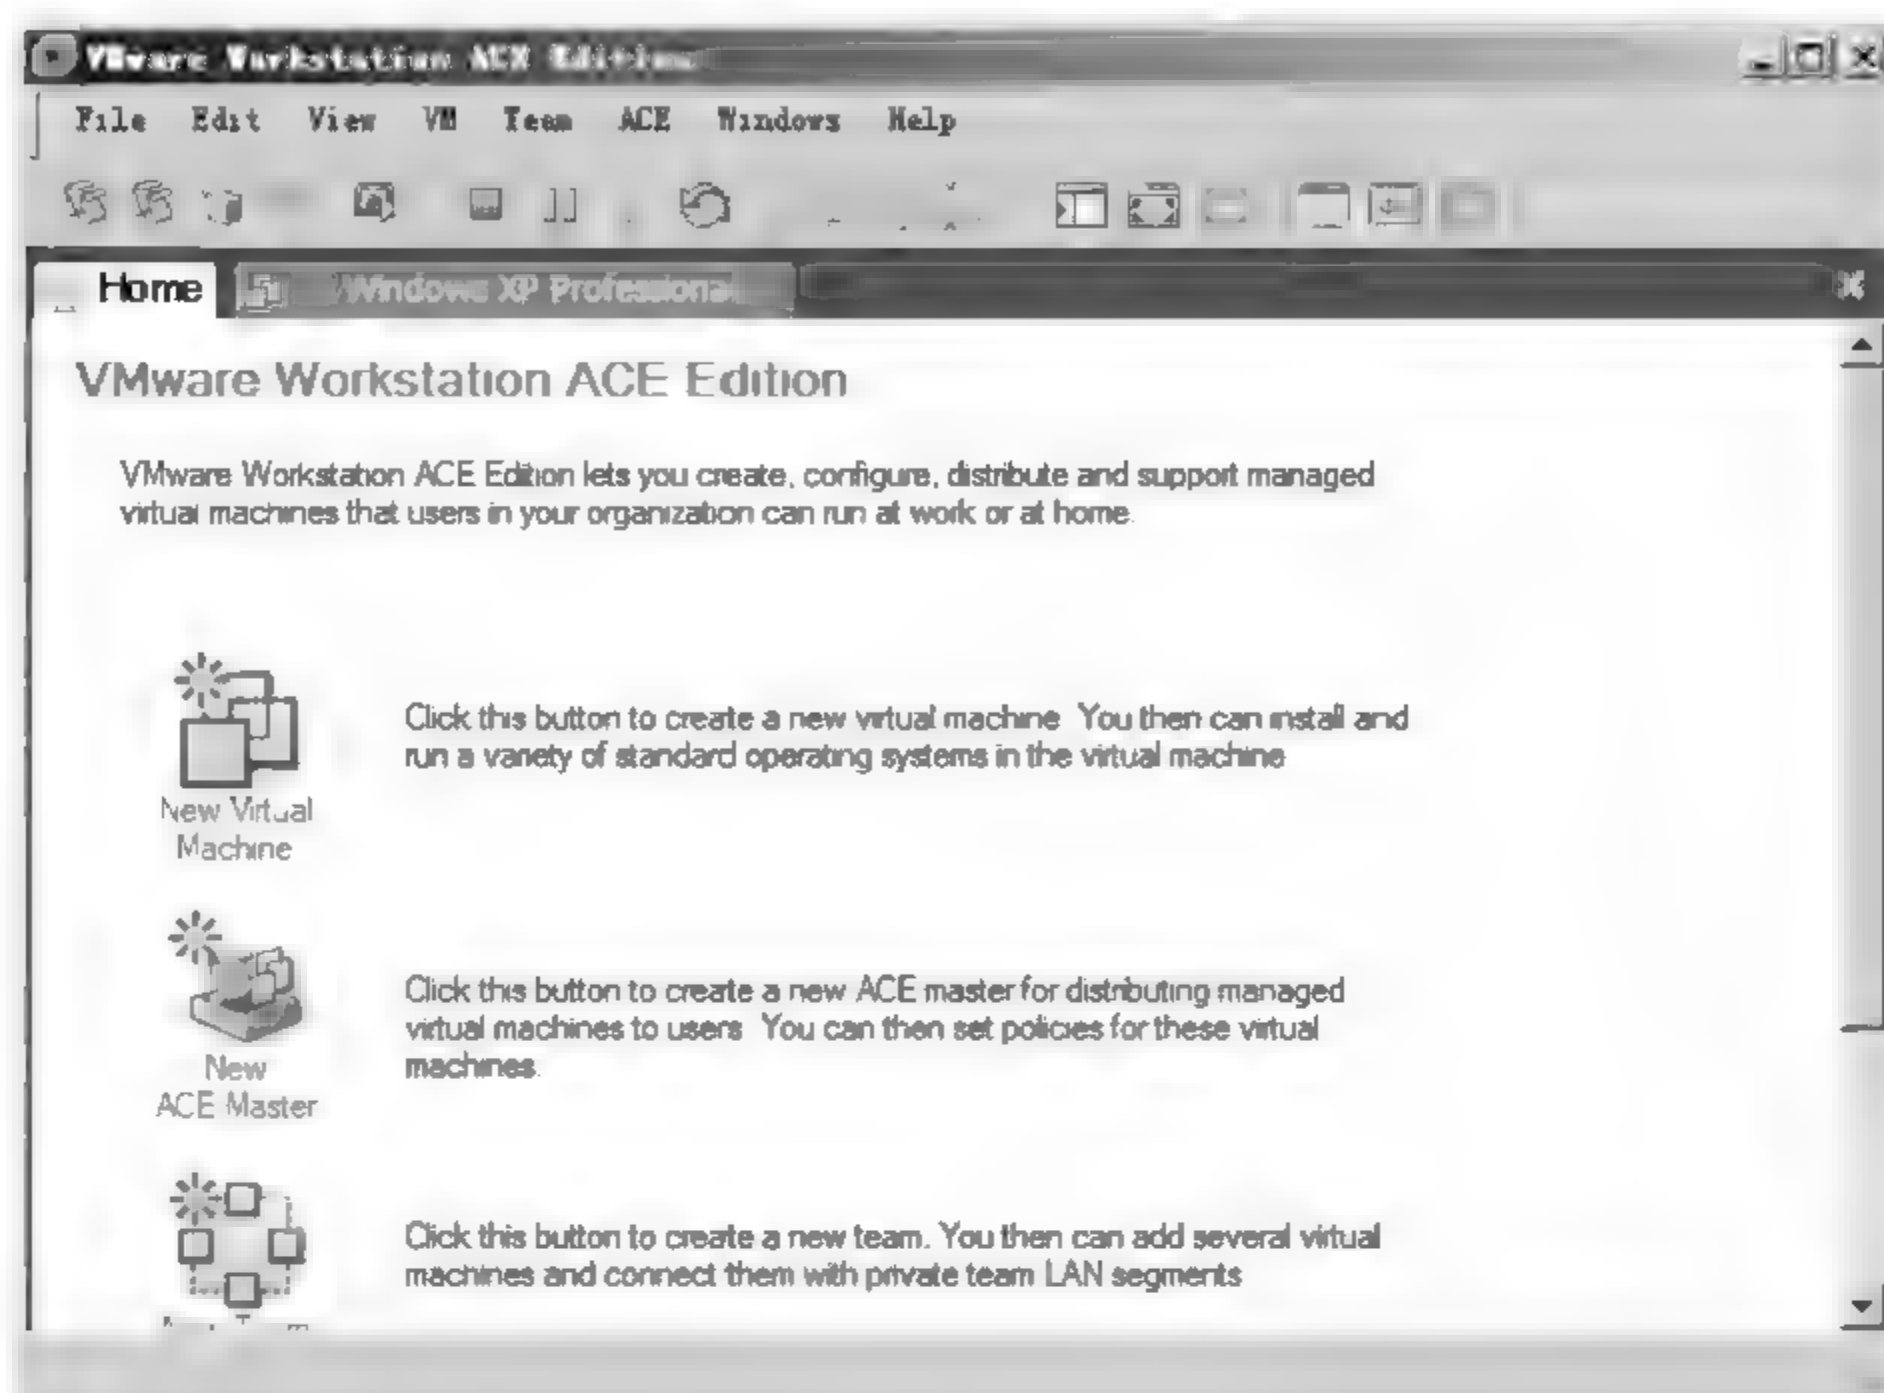 VMware Workstation ACE Edition
File Edit View VM Team ACE Windows Help
Home Windows XP Professional
VMware Workstation ACE Edition
VMware Workstation ACE Edition lets you create, configure, distribute and support managed
virtual machines that users in your organization can run at work or at home.
Click this button to create a new virtual machine You then can install and
run a variety of standard operating systems in the virtual machine
New Virtual
Machine
Click this button to create a new ACE master for distributing managed
virtual machines to users You can then set policies for these virtual
machines.
New
ACE Master
Click this button to create a new team. You then can add several virtual
machines and connect them with private team LAN segments